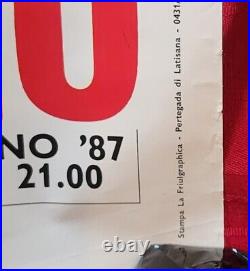 U
NO '87
21.00
Stampa La Friulgraphica - Pertegada di Latisana - 0431/